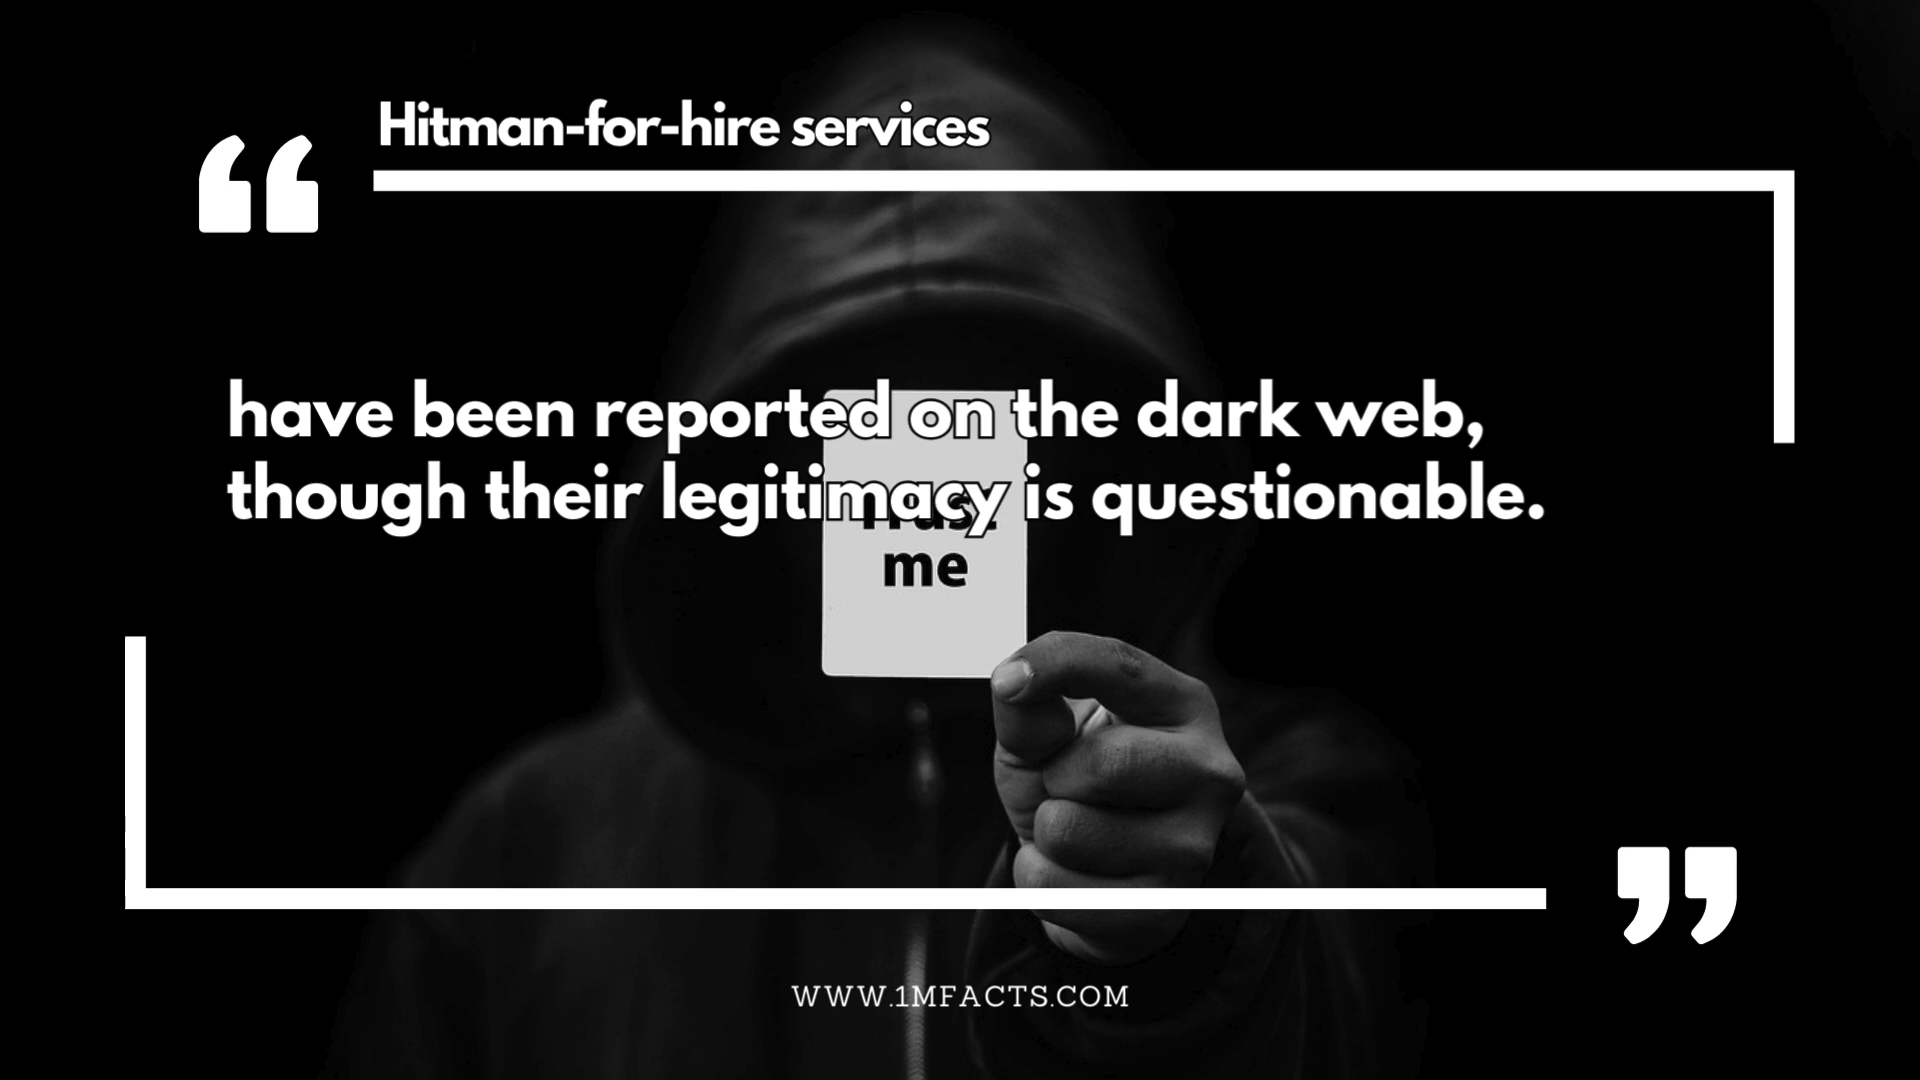 Hitman-for-hire services
have been reported on the dark web,
though their legitimacy is questionable.
Trust
me
WWW.1MFACTS.COM